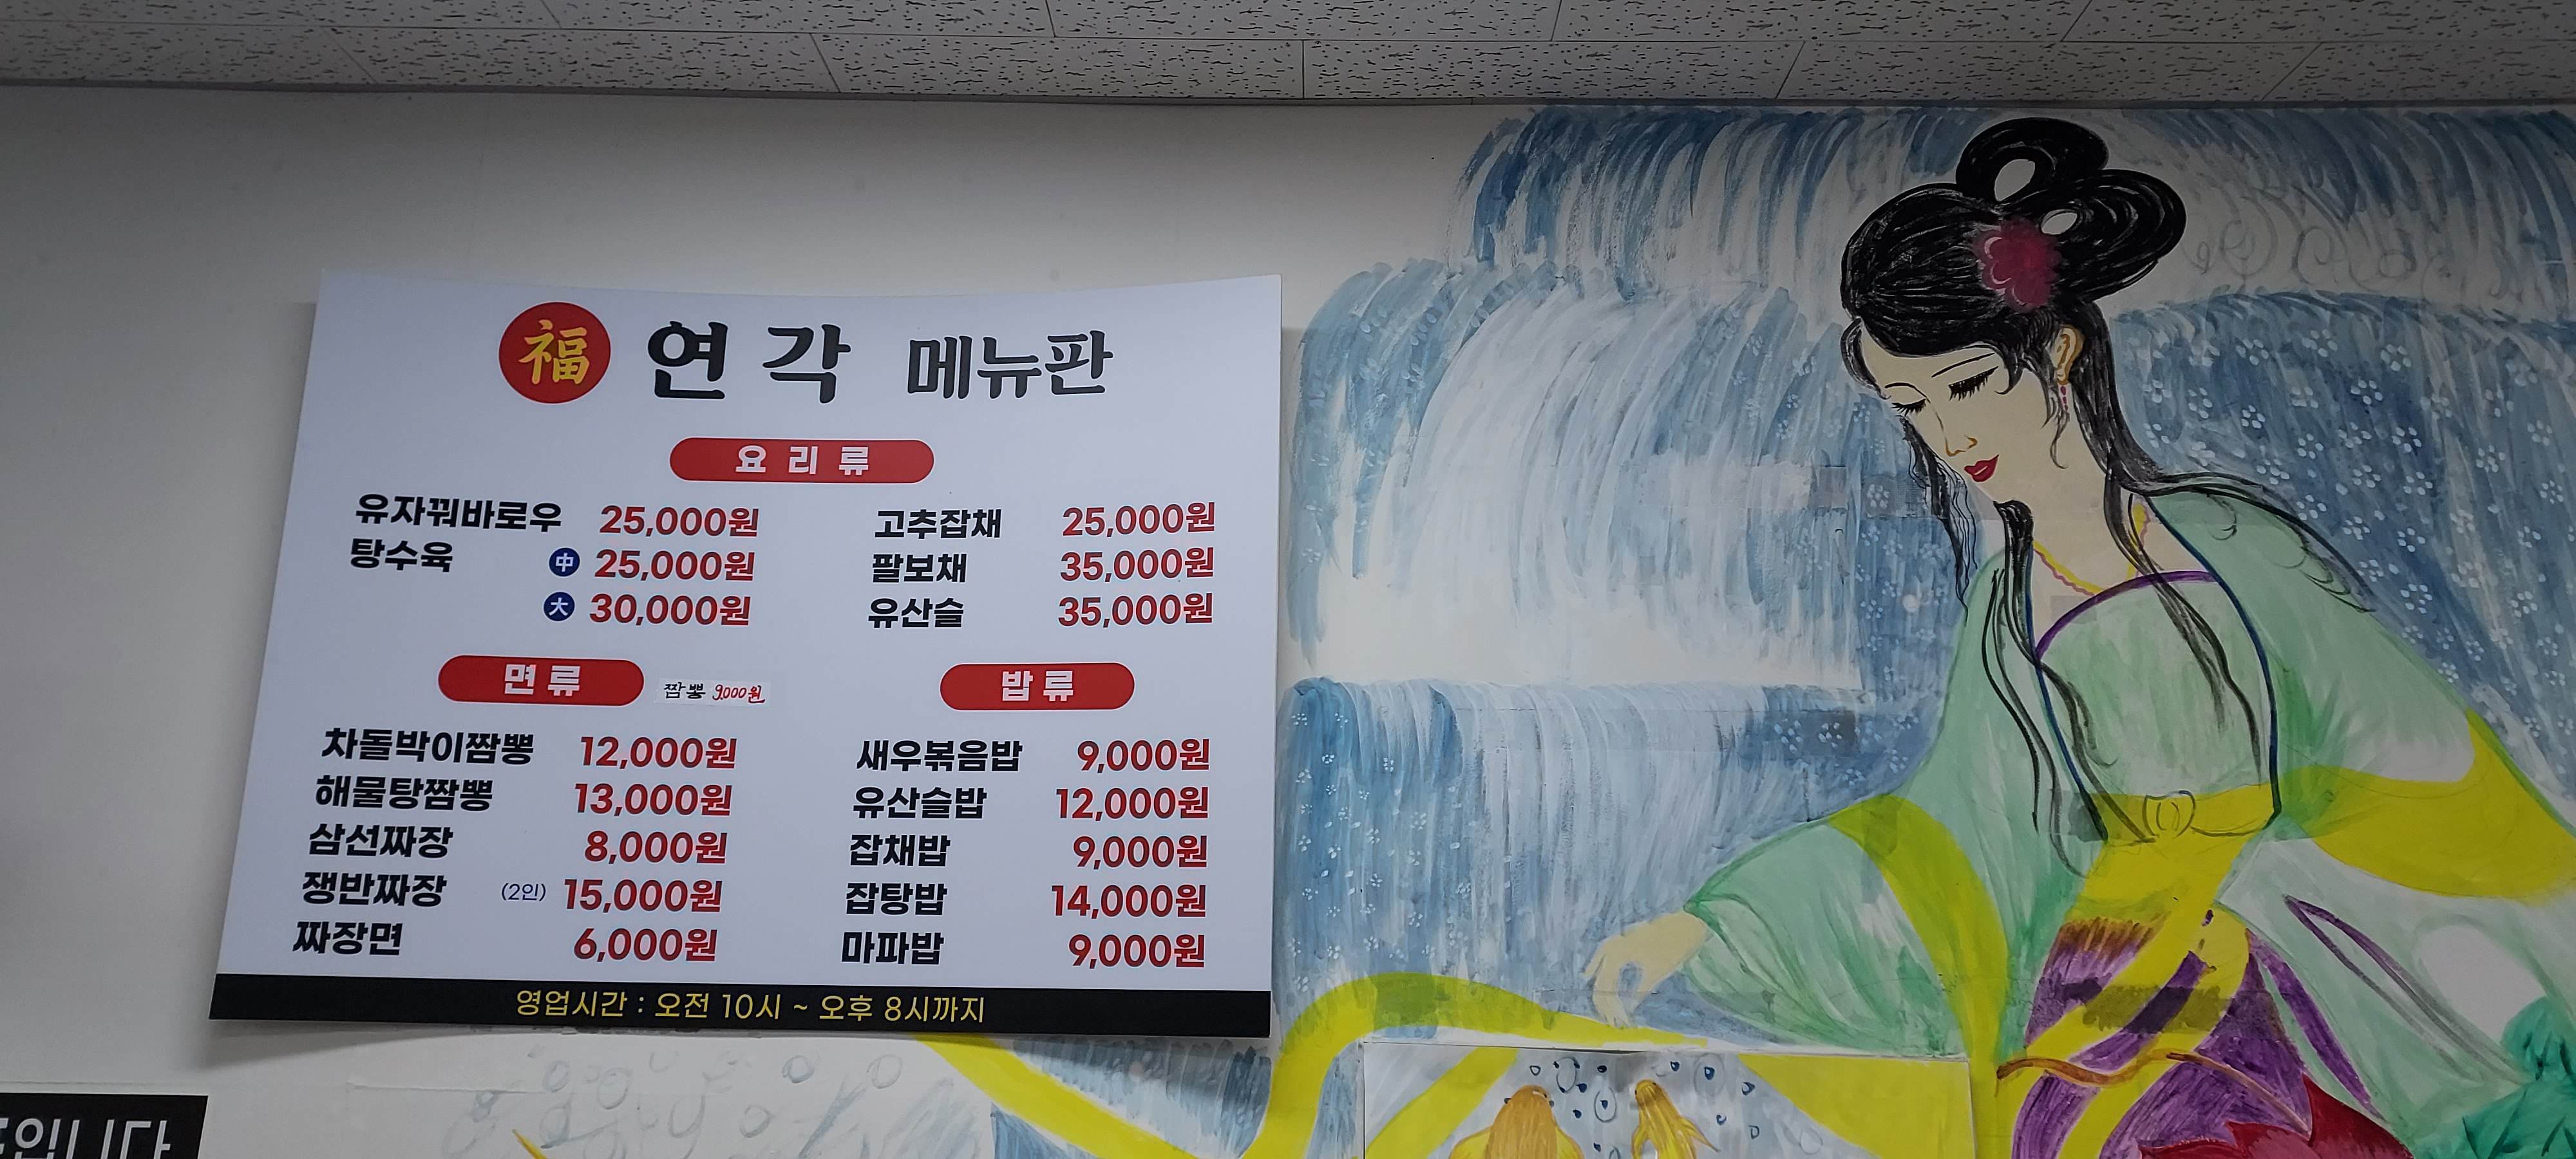 福 연각 메뉴판
요리류
유자꿔바로우 25,000원
탕수육 中 25,000원
大 30,000원
고추잡채 25,000원
팔보채 35,000원
유산슬 35,000원
면류 짬뽕 9,000원
차돌박이짬뽕 12,000원
해물탕짬뽕 13,000원
삼선짜장 8,000원
쟁반짜장 (2인) 15,000원
짜장면 6,000원
밥류
새우볶음밥 9,000원
유산슬밥 12,000원
잡채밥 9,000원
잡탕밥 14,000원
마파밥 9,000원
영업시간 : 오전 10시 ~ 오후 8시까지
입니다